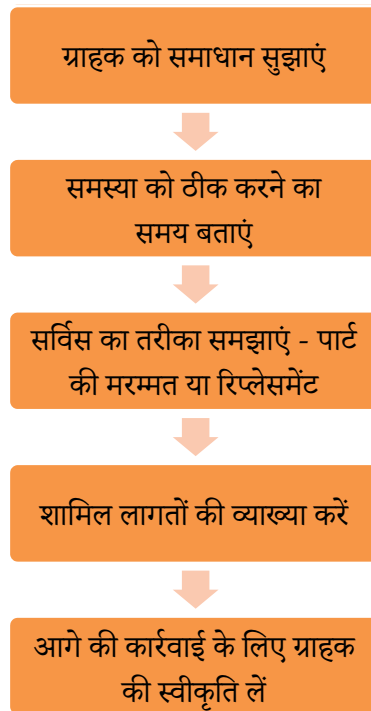 ग्राहक को समाधान सुझाएं
समस्या को ठीक करने का
समय बताएं
सर्विस का तरीका समझाएं - पार्ट
की मरम्मत या रिप्लेसमेंट
शामिल लागतों की व्याख्या करें
आगे की कार्रवाई के लिए ग्राहक
की स्वीकृति लें